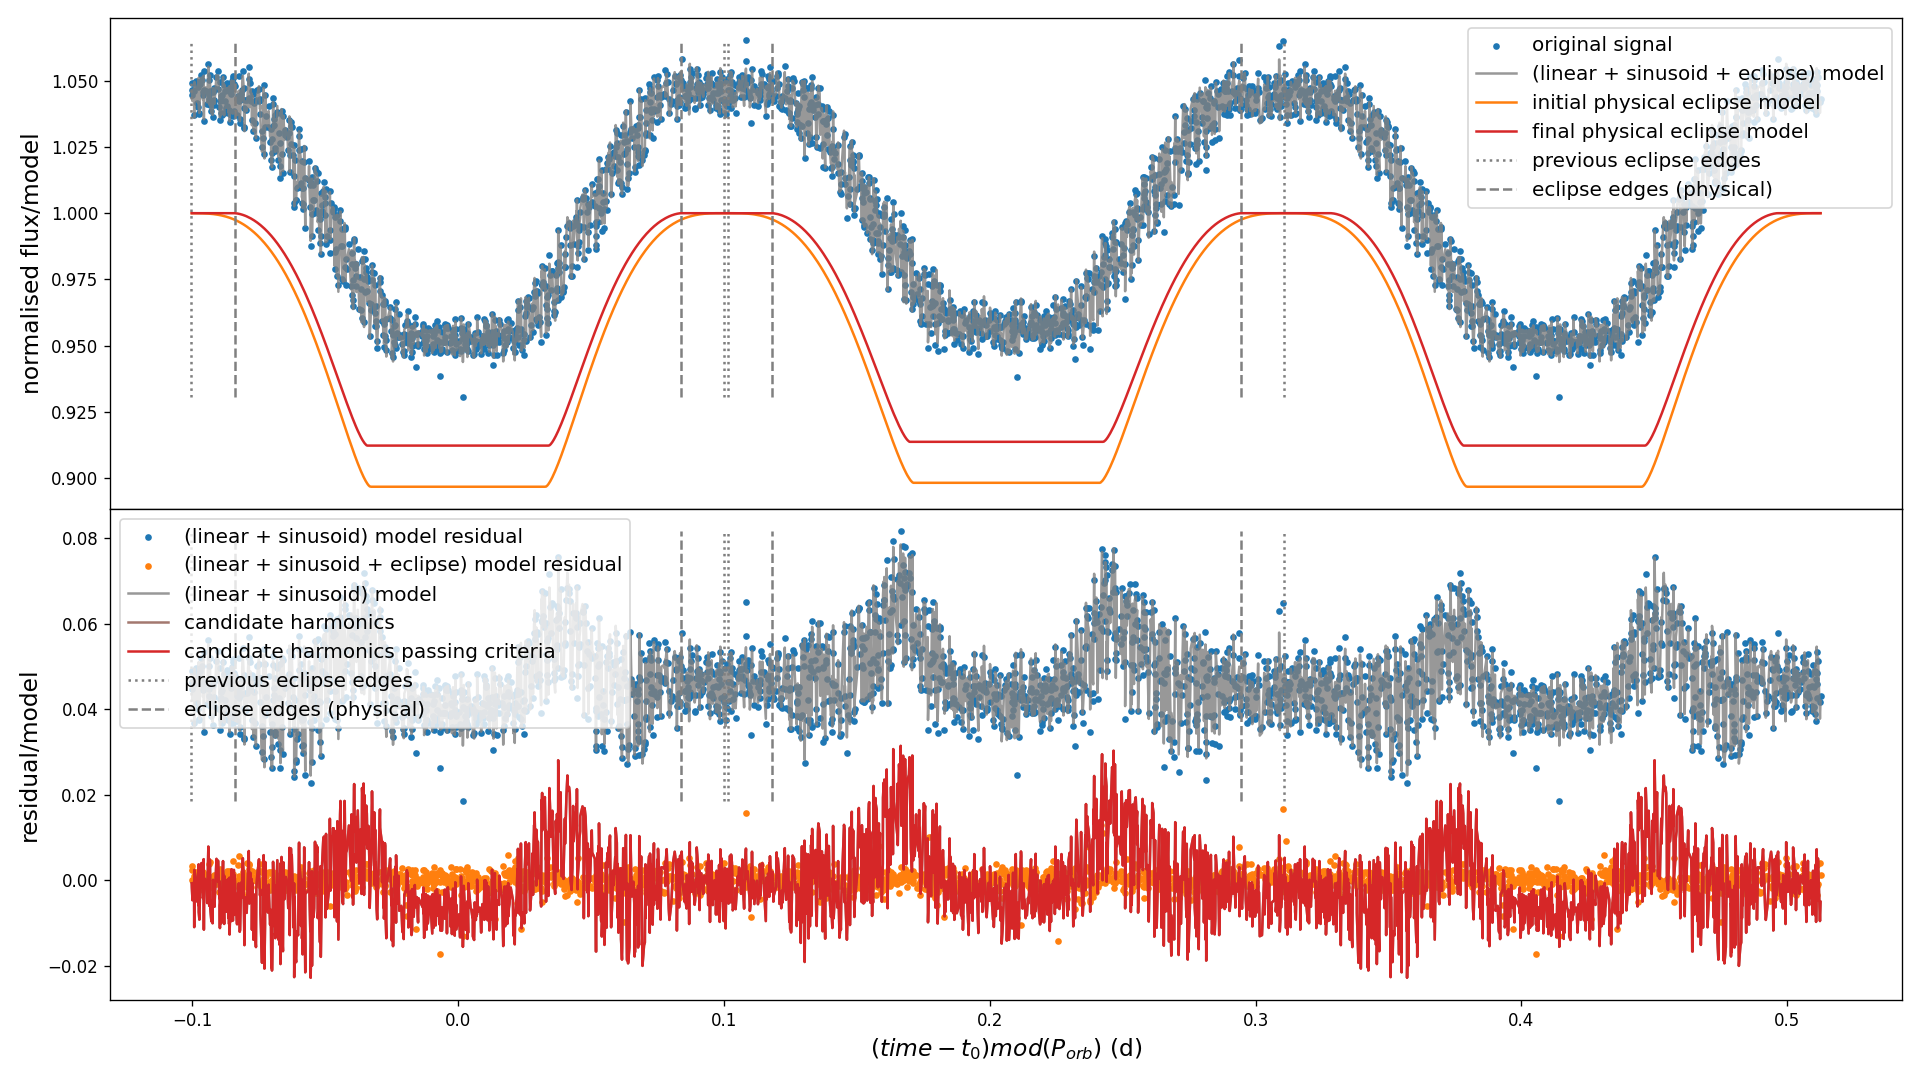 normalised flux/model
1.050
1.025
1.000
0.975
0.950
0.925
0.900
original signal
(linear + sinusoid + eclipse) model
initial physical eclipse model
final physical eclipse model
previous eclipse edges
eclipse edges (physical)
residual/model
0.08
0.06
0.04
0.02
0.00
−0.02
(linear + sinusoid) model residual
(linear + sinusoid + eclipse) model residual
(linear + sinusoid) model
candidate harmonics
candidate harmonics passing criteria
previous eclipse edges
eclipse edges (physical)
−0.1 0.0 0.1 0.2 0.3 0.4 0.5
(time − t₀)mod(P_orb) (d)